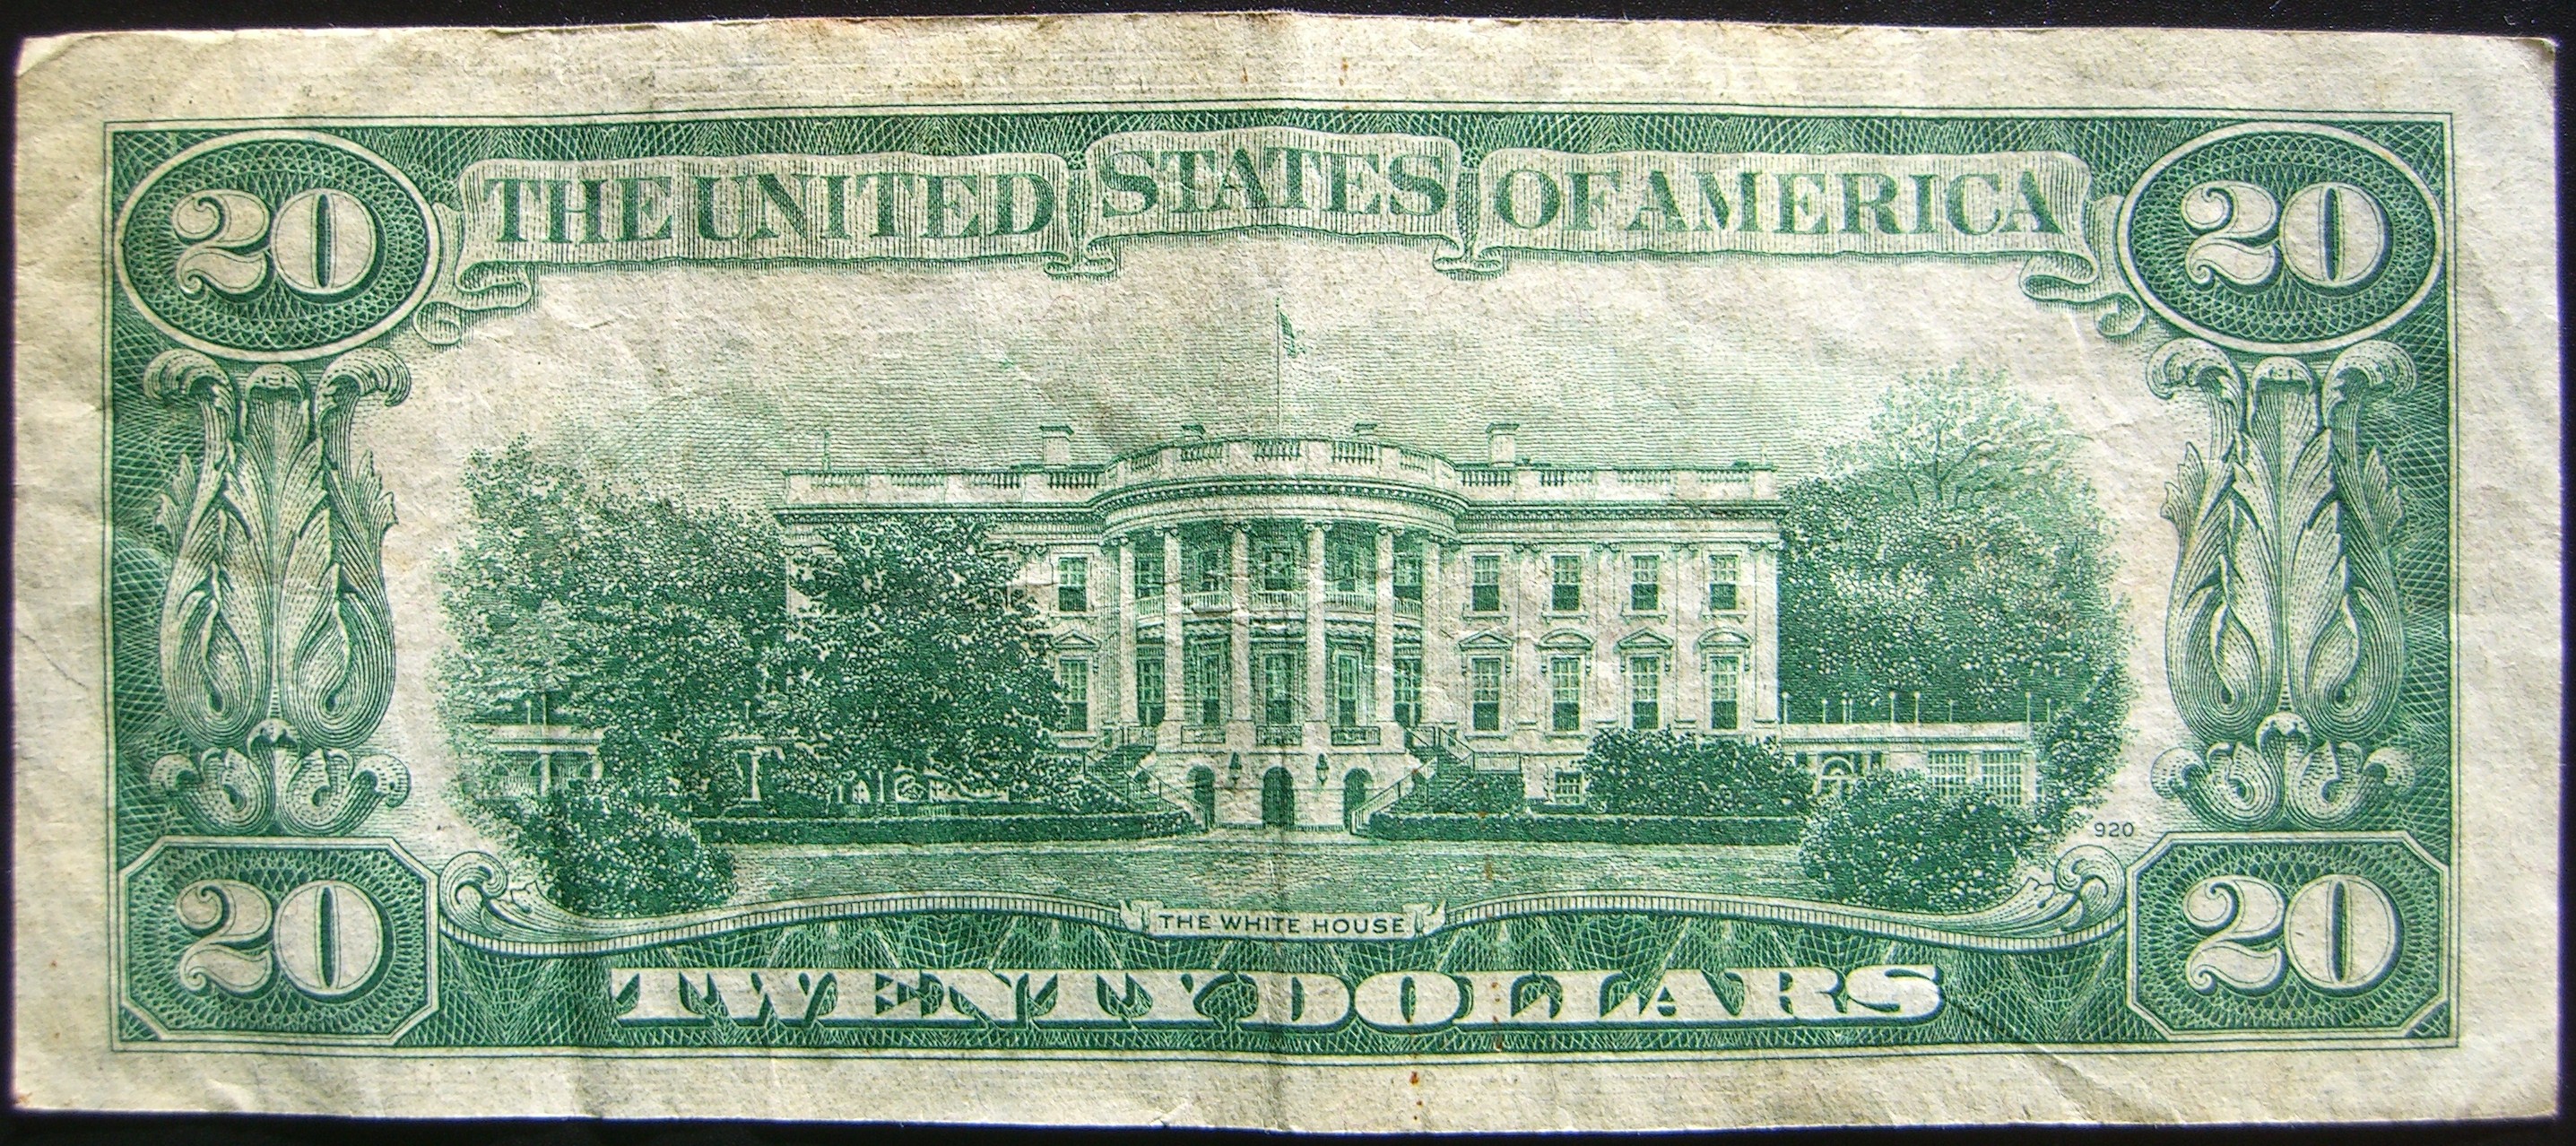 20 THE UNITED STATES OF AMERICA 20
920
THE WHITE HOUSE
20 TWENTY DOLLARS 20